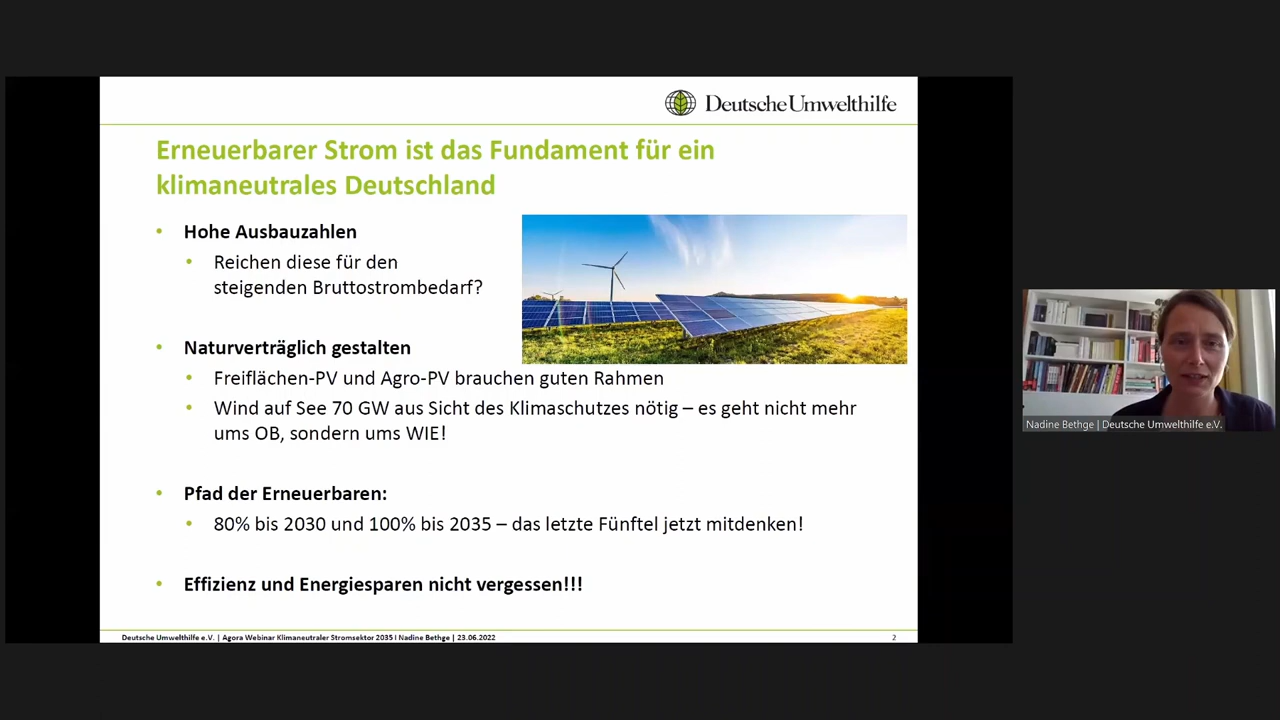 Deutsche Umwelthilfe
Erneuerbarer Strom ist das Fundament für ein
klimaneutrales Deutschland
• Hohe Ausbauzahlen
• Reichen diese für den
steigenden Bruttostrombedarf?
• Naturverträglich gestalten
• Freiflächen-PV und Agro-PV brauchen guten Rahmen
• Wind auf See 70 GW aus Sicht des Klimaschutzes nötig – es geht nicht mehr
ums OB, sondern ums WIE!
• Pfad der Erneuerbaren:
• 80% bis 2030 und 100% bis 2035 – das letzte Fünftel jetzt mitdenken!
• Effizienz und Energiesparen nicht vergessen!!!
Deutsche Umwelthilfe e.V. | Agora Webinar Klimaneutraler Stromsektor 2035 I Nadine Bethge | 23.06.2022
2
Nadine Bethge | Deutsche Umwelthilfe e.V.